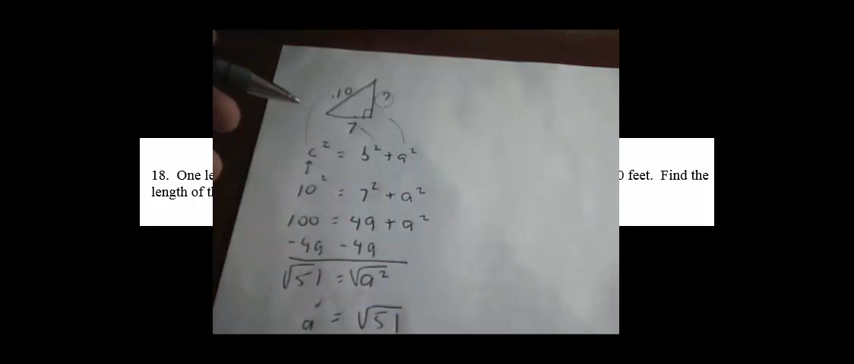 18. One le
0 feet. Find the
length of t
.10
?
7
c² = b² + a²
↑
10² = 7² + a²
100 = 49 + a²
-49 -49
√51 = √a²
a = √51